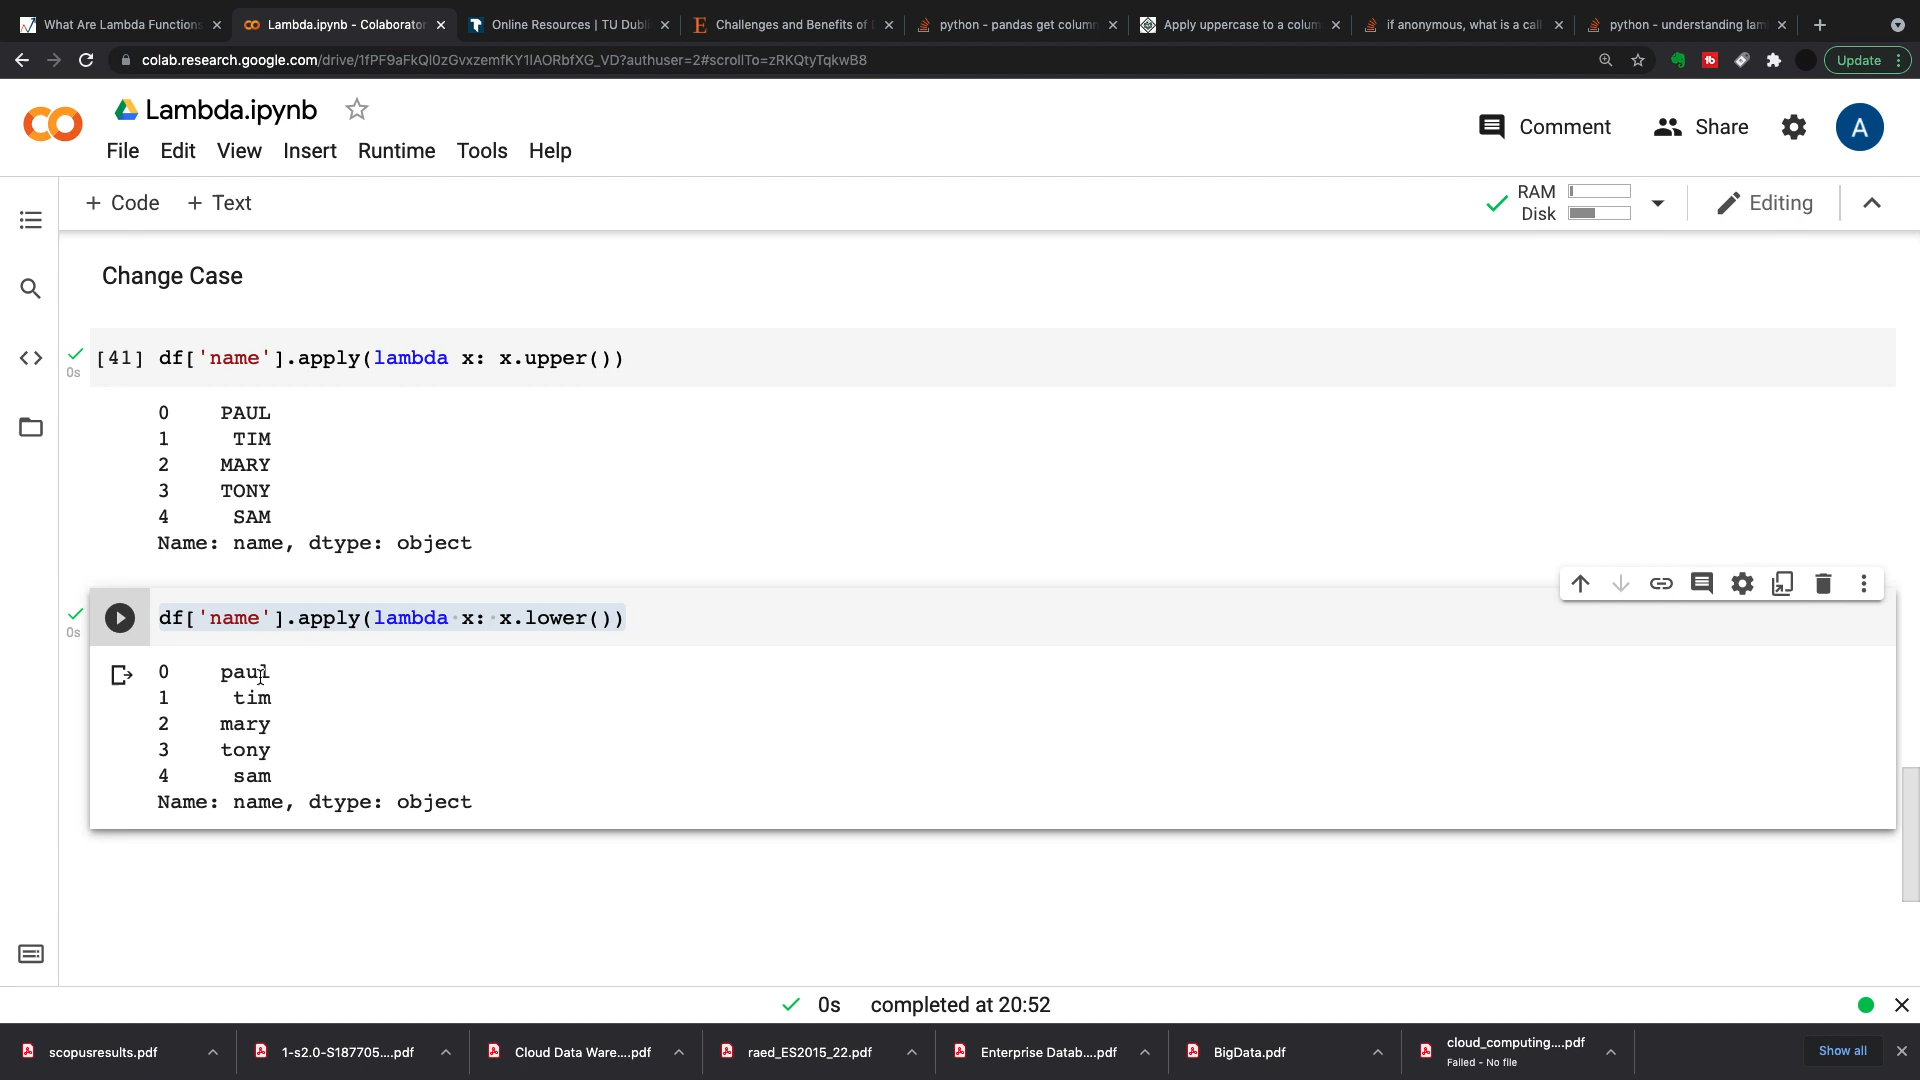 What Are Lambda Functions
Lambda.ipynb - Colaborator
Online Resources | TU Dubli
Challenges and Benefits of
python - pandas get column
Apply uppercase to a colum
if anonymous, what is a call
python - understanding lam
colab.research.google.com/drive/1fPF9aFkQl0zGvxzemfKY1lAORbfXG_VD?authuser=2#scrollTo=zRKQtyTqkwB8
Update
Lambda.ipynb
Comment
Share
A
File Edit View Insert Runtime Tools Help
+ Code + Text
RAM
Disk
Editing
Change Case
[41] df['name'].apply(lambda x: x.upper())
0s
0 PAUL
1 TIM
2 MARY
3 TONY
4 SAM
Name: name, dtype: object
df['name'].apply(lambda x: x.lower())
0s
0 paul
1 tim
2 mary
3 tony
4 sam
Name: name, dtype: object
0s completed at 20:52
scopusresults.pdf
1-s2.0-S187705....pdf
Cloud Data Ware....pdf
raed_ES2015_22.pdf
Enterprise Datab....pdf
BigData.pdf
cloud_computing....pdf
Failed - No file
Show all